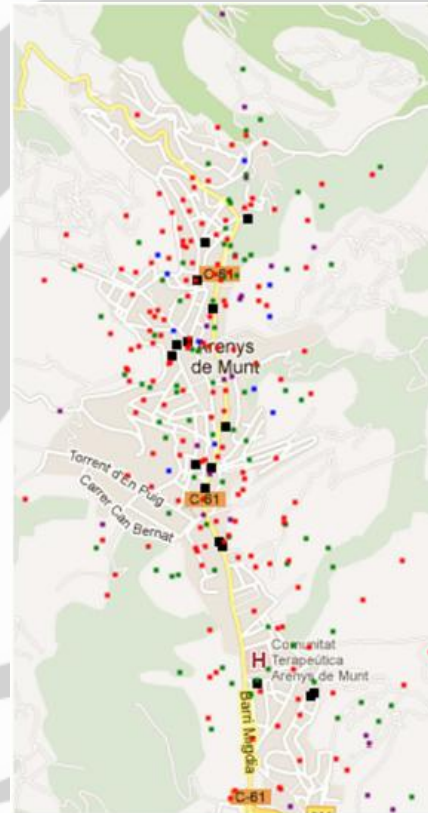 C-61
Arenys
de Munt
Torrent d'En Puig
Carrer Can Bernat
C-61
H
Comunitat
Terapèutica
Arenys de Munt
Barri Migdia
C-61